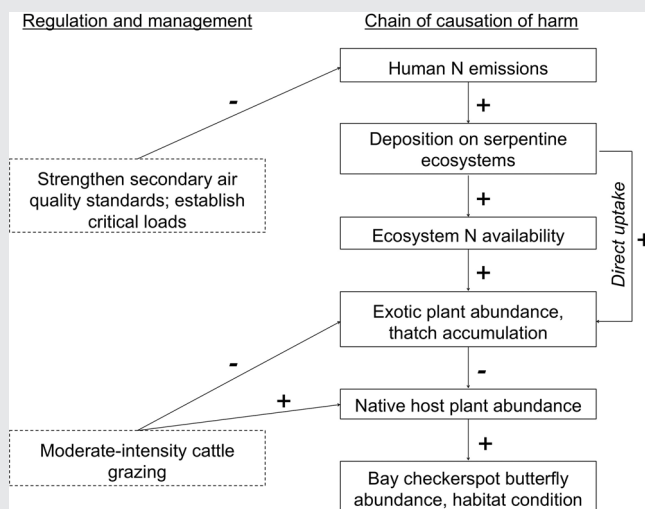 Regulation and management
Chain of causation of harm
Human N emissions
-
+
Deposition on serpentine
ecosystems
Strengthen secondary air
quality standards; establish
critical loads
+
Direct uptake
+
Ecosystem N availability
+
Exotic plant abundance,
thatch accumulation
-
-
+
Native host plant abundance
Moderate-intensity cattle
grazing
+
Bay checkerspot butterfly
abundance, habitat condition